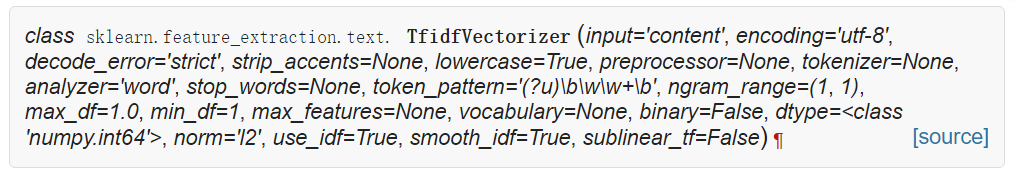 class sklearn.feature_extraction.text. TfidfVectorizer (input='content', encoding='utf-8',
decode_error='strict', strip_accents=None, lowercase=True, preprocessor=None, tokenizer=None,
analyzer='word', stop_words=None, token_pattern='(?u)\b\w\w+\b', ngram_range=(1, 1),
max_df=1.0, min_df=1, max_features=None, vocabulary=None, binary=False, dtype=<class
'numpy.int64'>, norm='l2', use_idf=True, smooth_idf=True, sublinear_tf=False) ¶ [source]